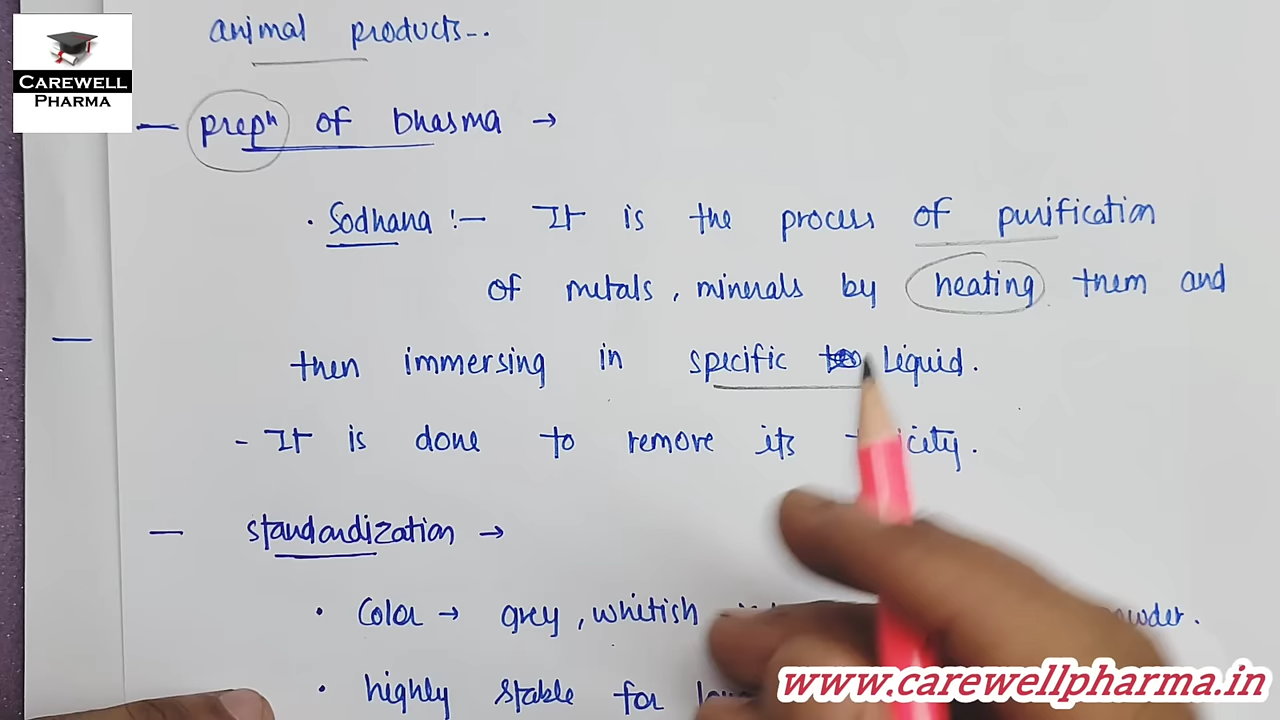 animal products..
CAREWELL
PHARMA
— prepⁿ of bhasma →
· Sodhana :- It is the process of purification
of metals, minerals by heating them and
then immersing in specific liquid.
- It is done to remove its
— standardization →
• Color → grey, whitish
• highly stable for
www.carewellpharma.in